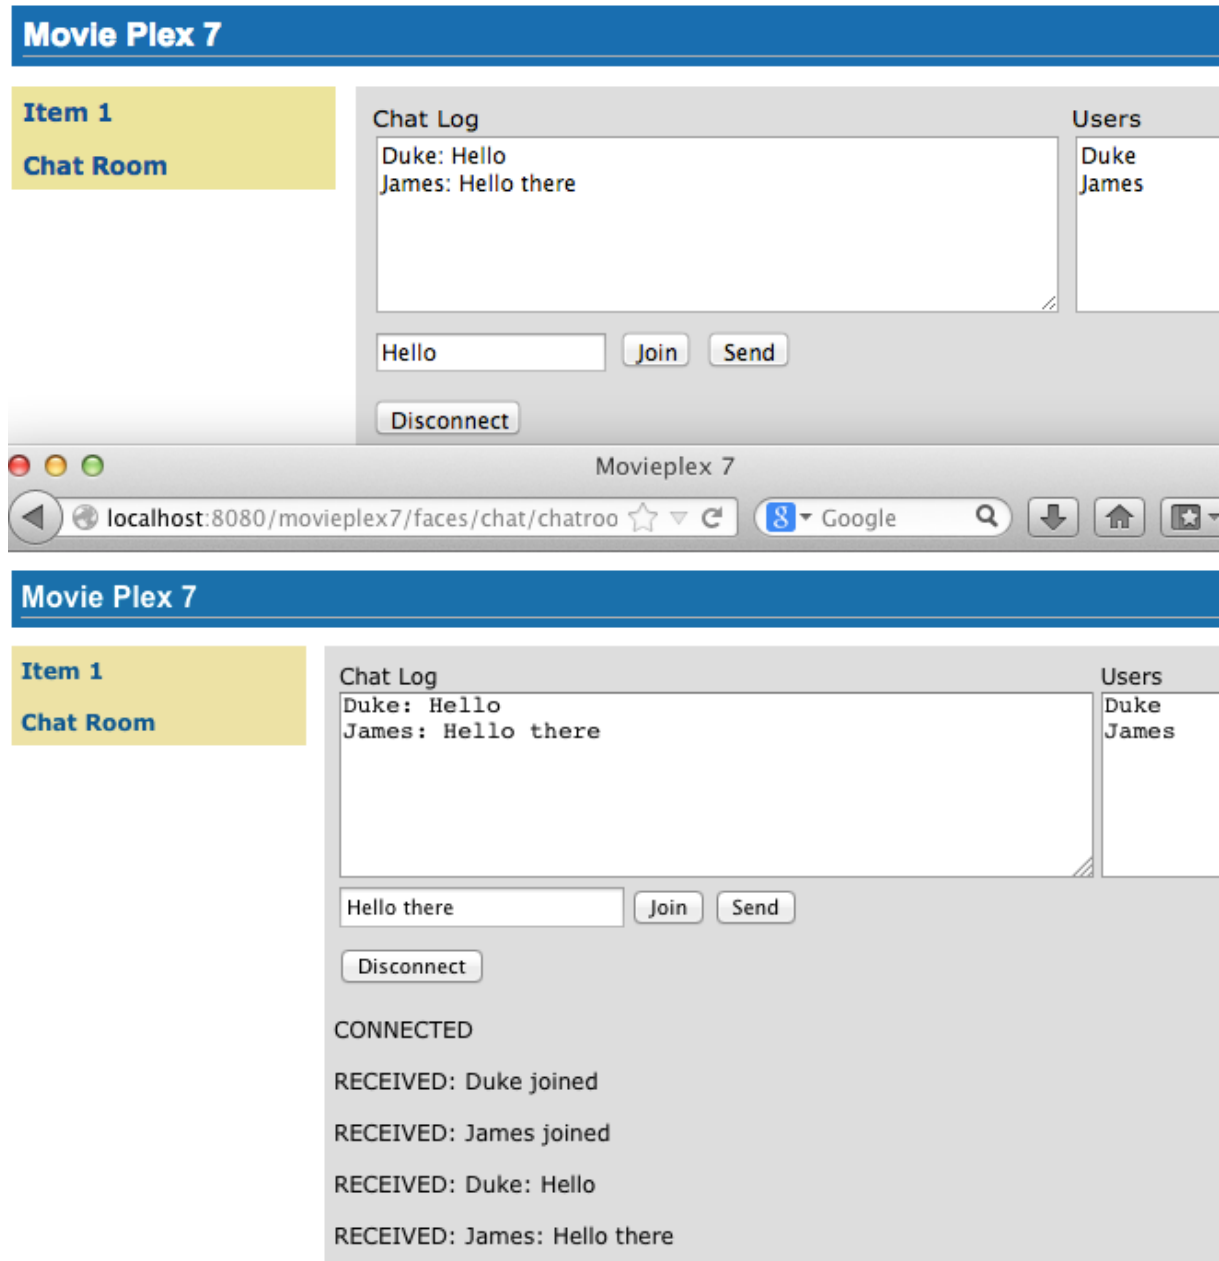 Movie Plex 7
Item 1
Chat Room
Chat Log
Users
Duke: Hello
James: Hello there
Duke
James
Hello
Join
Send
Disconnect
Movieplex 7
localhost:8080/movieplex7/faces/chat/chatroo
8
Google
Movie Plex 7
Item 1
Chat Room
Chat Log
Users
Duke: Hello
James: Hello there
Duke
James
Hello there
Join
Send
Disconnect
CONNECTED
RECEIVED: Duke joined
RECEIVED: James joined
RECEIVED: Duke: Hello
RECEIVED: James: Hello there